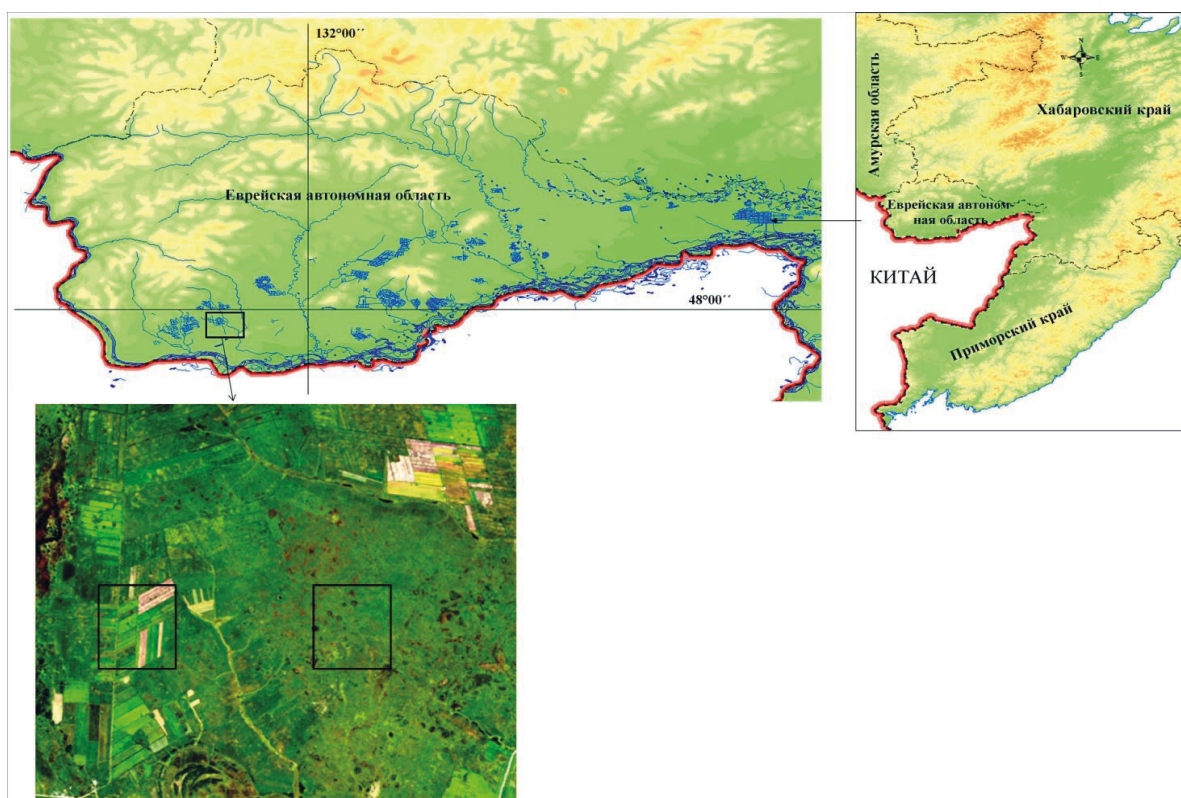 132°00´´
Еврейская автономная область
48°00´´
N
W
E
S
Амурская область
Хабаровский край
Еврейская автоном-
ная область
КИТАЙ
Приморский край